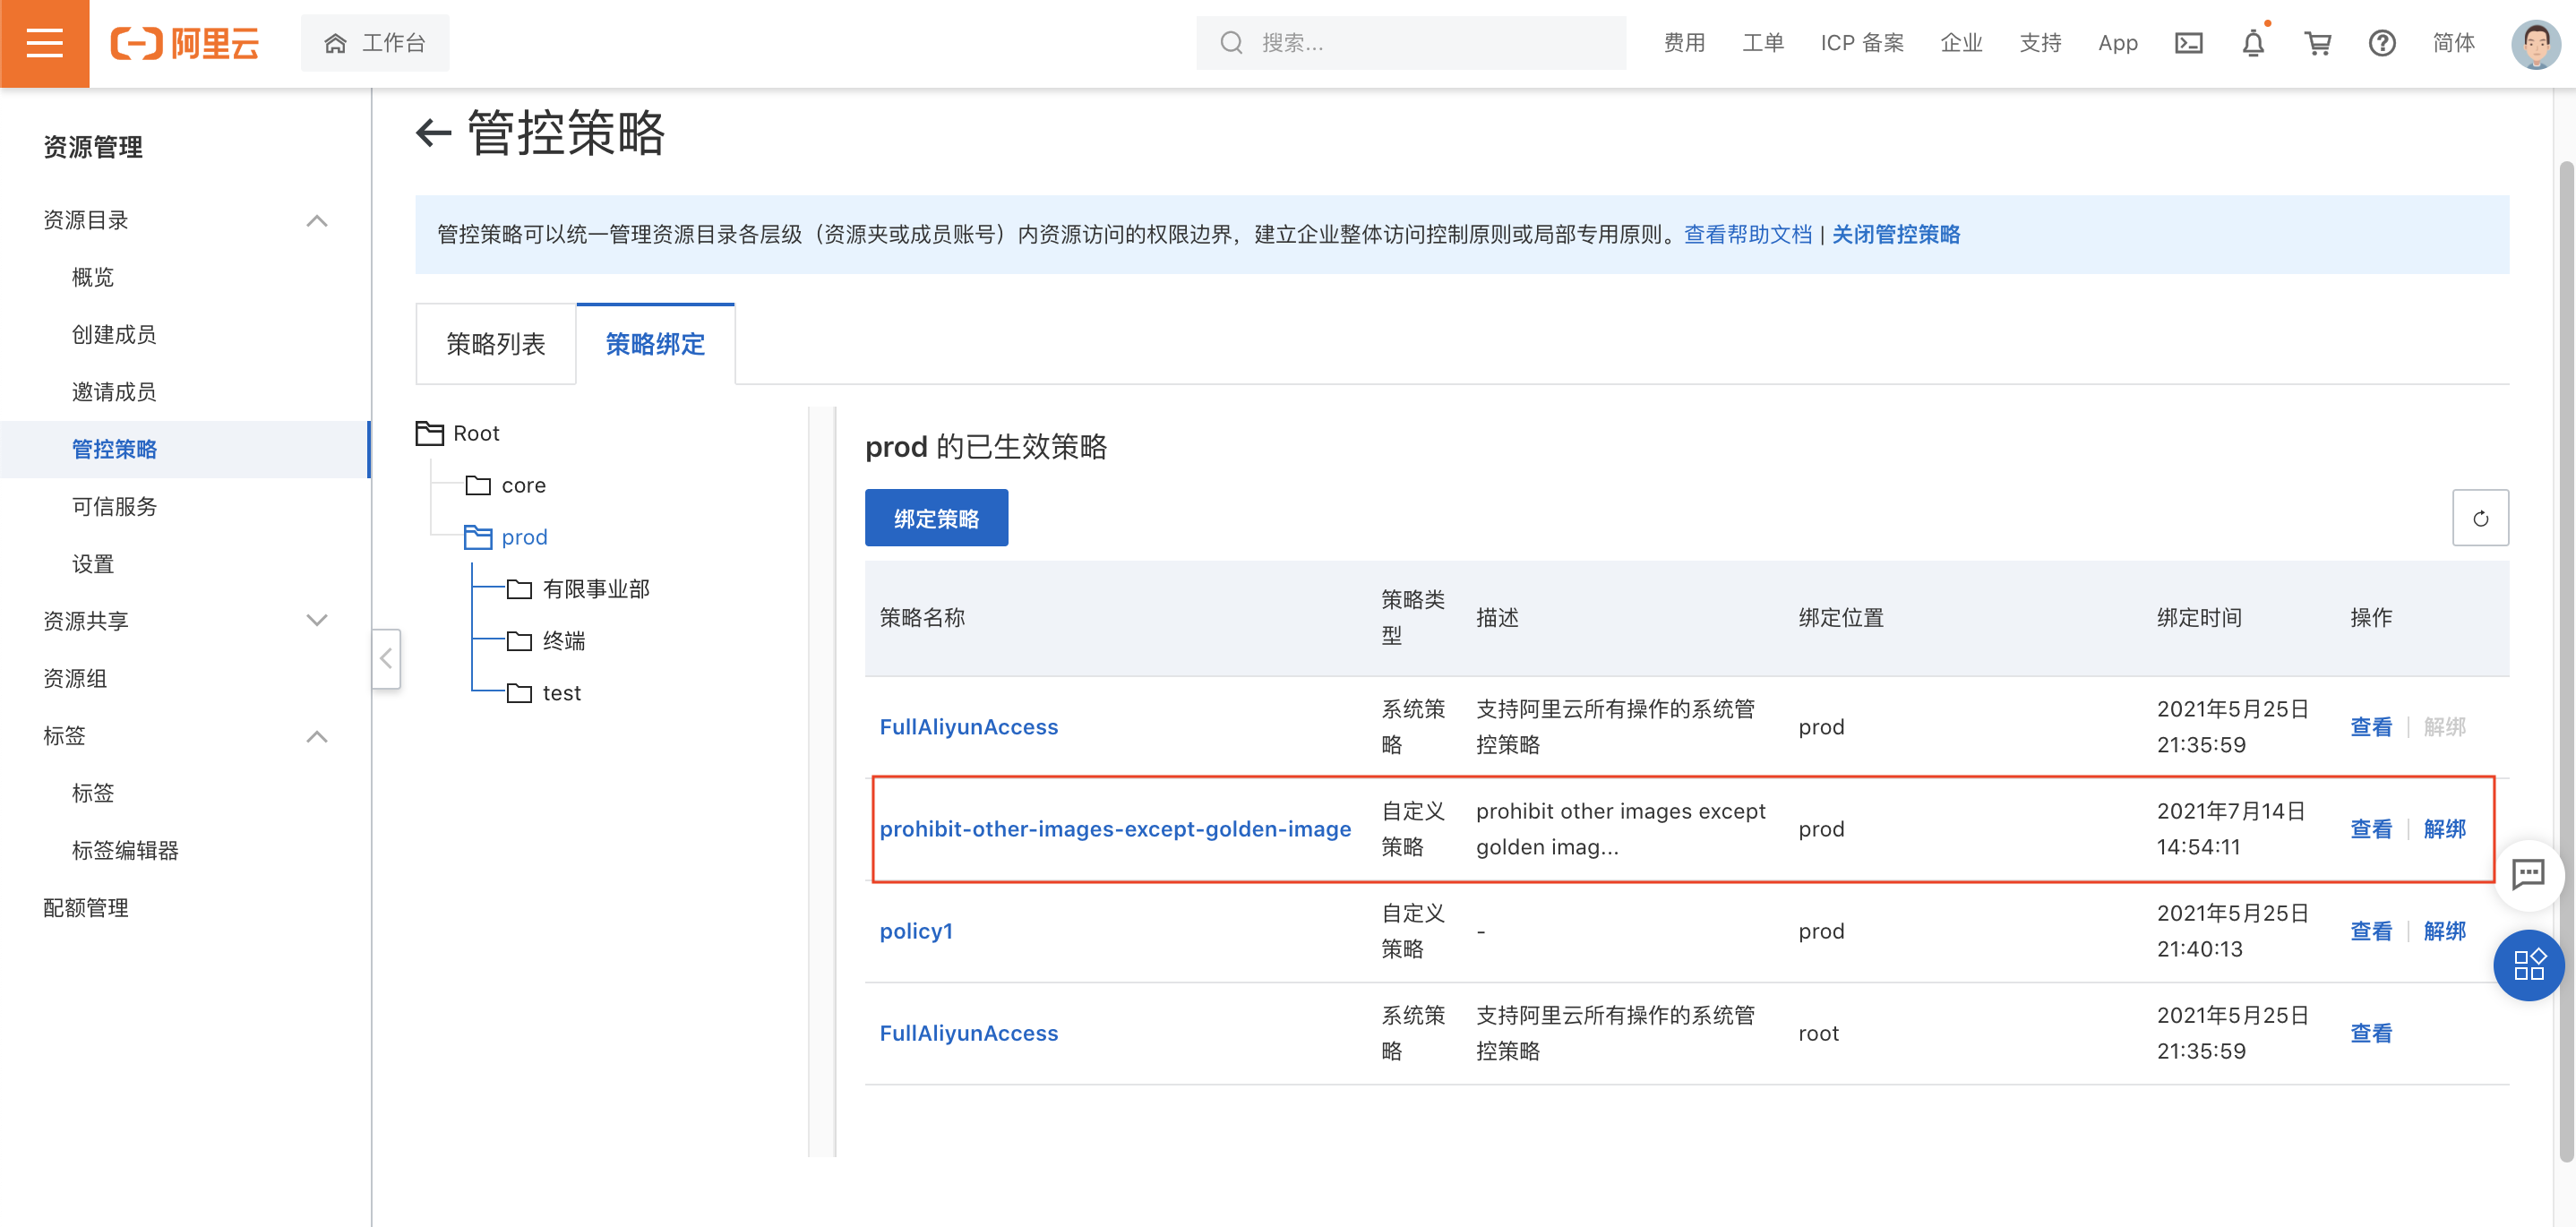 阿里云
工作台
搜索...
费用
工单
ICP 备案
企业
支持
App
简体
资源管理
资源目录
概览
创建成员
邀请成员
管控策略
可信服务
设置
资源共享
资源组
标签
标签
标签编辑器
配额管理
管控策略
管控策略可以统一管理资源目录各层级（资源夹或成员账号）内资源访问的权限边界，建立企业整体访问控制原则或局部专用原则。查看帮助文档 | 关闭管控策略
策略列表
策略绑定
Root
core
prod
有限事业部
终端
test
prod 的已生效策略
绑定策略
策略名称
策略类
型
描述
绑定位置
绑定时间
操作
FullAliyunAccess
系统策
略
支持阿里云所有操作的系统管
控策略
prod
2021年5月25日
21:35:59
查看 | 解绑
prohibit-other-images-except-golden-image
自定义
策略
prohibit other images except
golden imag...
prod
2021年7月14日
14:54:11
查看 | 解绑
policy1
自定义
策略
-
prod
2021年5月25日
21:40:13
查看 | 解绑
FullAliyunAccess
系统策
略
支持阿里云所有操作的系统管
控策略
root
2021年5月25日
21:35:59
查看